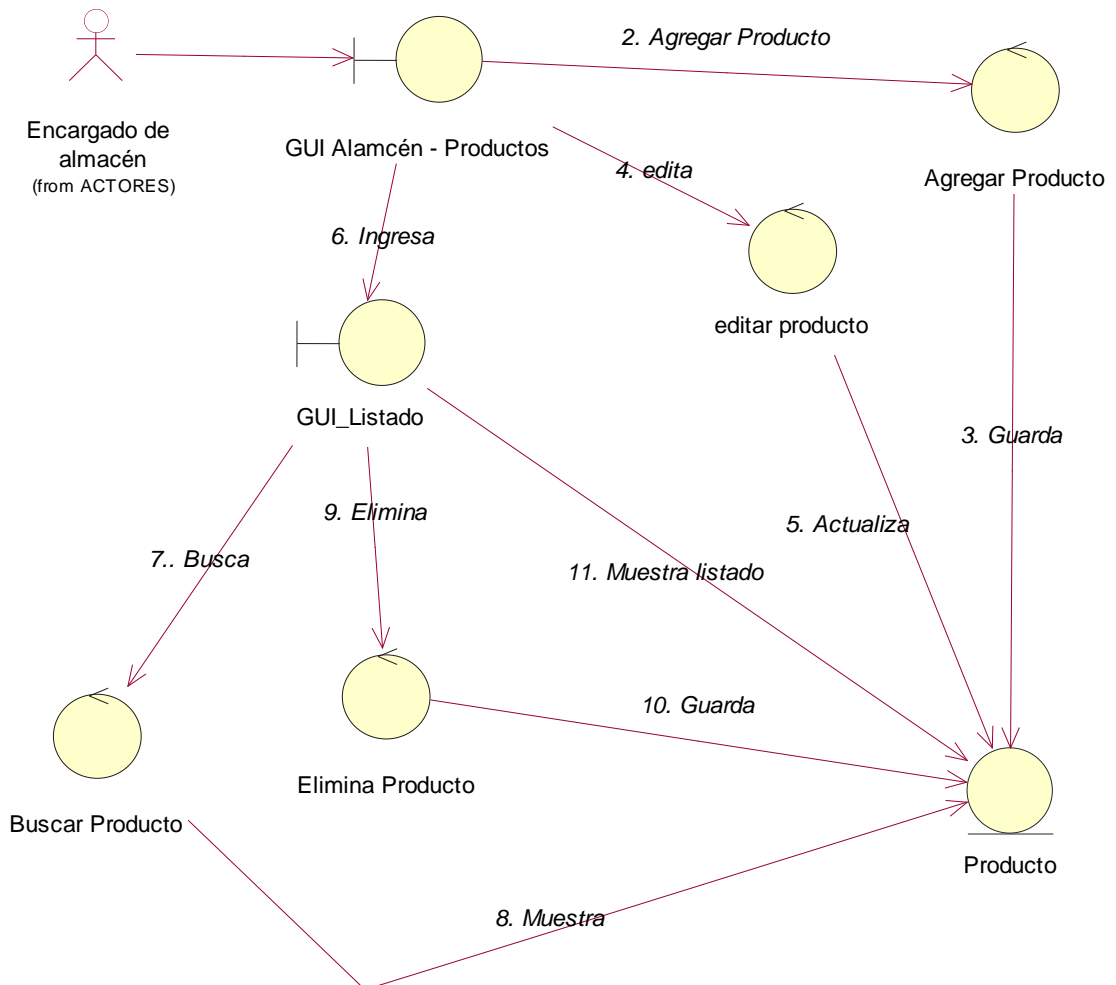 2. Agregar Producto
Encargado de
almacén
(from ACTORES)
GUI Alamcén - Productos
4. edita
Agregar Producto
6. Ingresa
editar producto
GUI_Listado
3. Guarda
9. Elimina
5. Actualiza
7.. Busca
11. Muestra listado
10. Guarda
Elimina Producto
Buscar Producto
Producto
8. Muestra